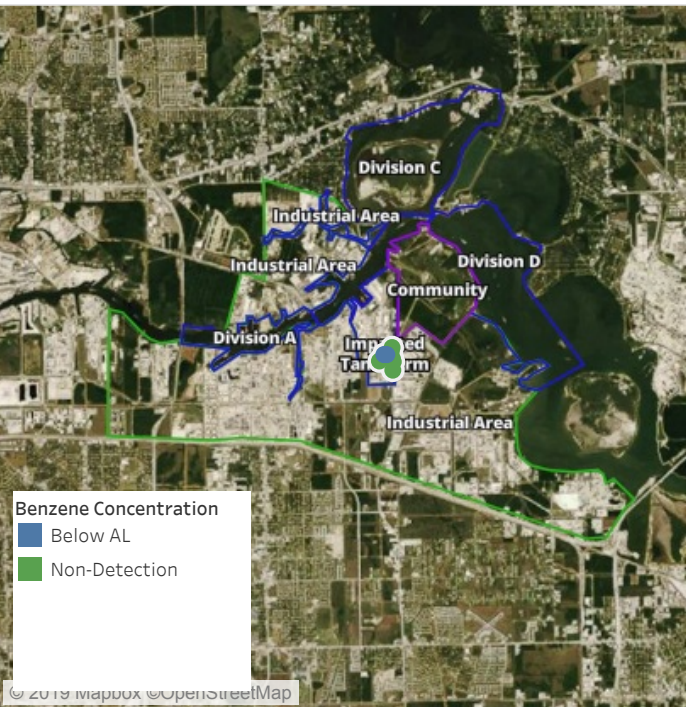 Division C
Industrial Area
Division D
Industrial Area
Community
Division A
Industrial Area
Benzene Concentration
Below AL
Non-Detection
© 2019 Mapbox ©OpenStreetMap